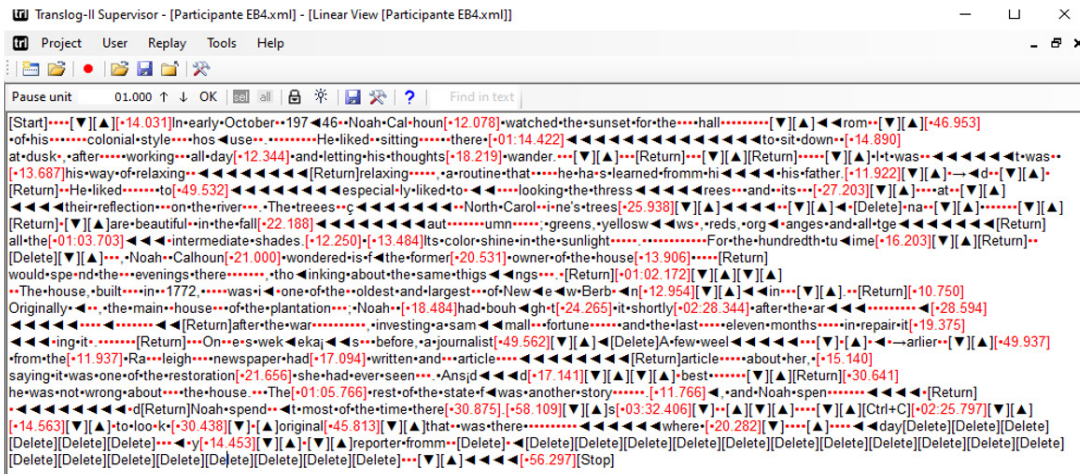 Translog-II Supervisor - [Participante EB4.xml] - [Linear View [Participante EB4.xml]]
Project User Replay Tools Help
Pause unit 01.000 ↑ ↓ OK sel all ? Find in text
[Start]····[▼][▲][·14.031]In·early·October··197◄46··Noah·Cal·houn[·12.078]·watched·the·sunset·for·the···hall·········[▼][▲]◄◄rom··[▼][▲][·46.953]
·of·his·····colonial·style····hos◄use··.·········He·liked··sitting·····there·[·01:14.422]◄◄◄◄◄◄◄◄◄◄◄◄◄◄◄to·sit·down··[·14.890]
at·dusk·,·after····working···all·day[·12.344]·and·letting·his·thoughts[·18.219]·wander.···[▼][▲]···[Return]···[▼][▲][Return]·····[▼][▲]·I·t·was··◄◄◄◄◄◄t·was··
[·13.687]his·way·of·relaxing··◄◄◄◄◄◄◄◄[Return]relaxing·····,·a·routine·that····he·ha·s·learned·fromm·hi◄◄◄◄·his·father.[·11.922][▼][▲]·→◄d··[▼][▲]·
[Return]··He·liked·······to[·49.532]◄◄◄◄◄◄◄◄especial·ly·liked·to·◄◄····looking·the·thress◄◄◄◄rees···and··its···[·27.203][▼][▲]···at··[▼][▲]
◄◄◄◄their·reflection···on·the·river···.·The·treees··ç◄◄◄◄◄◄◄··North·Carol··i·ne's·trees[·25.938][▼][▲]◄◄◄◄··[▼][▲]◄·[Delete]·na··[▼][▲]·······[▼][▲]
[Return]·[▼][▲]are·beautiful··in·the·fall[·22.188]◄◄◄◄◄◄◄◄aut······umn····;·greens,·yellosw◄◄ws·,·reds,·org◄·anges·and·all·tge◄◄◄◄◄◄◄[Return]
all·the[·01:03.703]◄◄◄·intermediate·shades.[·12.250]·[·13.484]Its·color·shine·in·the·sunlight·····.···············For·the·hundredth·tu◄ime[·16.203][▼][▲][Return]··
[Delete][▼][▲]···,·Noah··Calhoun[·21.000]·wondered·is·f◄the·former[·20.531]·owner·of·the·house[·13.906]·····[Return]
would·spe·nd·the···evenings·there·······,·tho◄inking·about·the·same·thigs◄◄ngs···.·[Return][·01:02.172][▼][▲][▼][▲]
··The·house,·built····in··1772,·····was·i◄one·of·the··oldest·and·largest···of·New◄e◄w·Berb·◄n[·12.954][▼][▲]◄◄in···[▼][▲].··[Return][·10.750]
Originally·◄··,·the·main··house···of·the·plantation···;·Noah··[·18.484]had·bouh◄gh·t[·24.265]·it·shortly[·02:28.344]·after·the·ar◄◄·········◄[·28.594]
◄◄◄◄◄····◄·······◄◄[Return]after·the·war··········,·investing·a·sam◄◄mall··fortune·····and·the·last·····eleven·months·····in·repair·it[·19.375]
◄◄◄·ing·it·.·······[Return]···On···e·s·wek◄eka¡◄◄s···before,·a·journalist[·49.562][▼][▲]◄[Delete]A·few·weel◄◄◄◄◄···[▼]·[▲]·◄·→arlier··[▼][▲][·49.937]
·from·the[·11.937]·Ra···leigh····newspaper·had[·17.094]·written·and···article····◄◄◄◄◄◄◄◄[Return]article·····about·her,·[·15.140]
saying·it·was·one·of·the·restoration[·21.656]·she·had·ever·seen···.·Ans¡d◄◄◄d[·17.141][▼][▲][▼][▲]·best·······[▼][▲][Return][·30.641]
he·was·not·wrong·about····the·house.···The[·01:05.766]·rest·of·the·state·f◄was·another·story······.[·11.766]◄,·and·Noah·spen·······◄◄◄◄·[Return]
·◄◄◄◄◄◄◄·d[Return]Noah·spend··◄t·most·of·the·time·there[·30.875].[·58.109][▼][▲]s[·03:32.406][▼]··[▲][▼][▲]····[▼][▲][Ctrl+C][·02:25.797][▼][▲]
[·14.563][▼][▲]·to·loo·k·[·30.438][▼]·[▲]original[·45.813][▼][▲]that··was·there···········◄◄◄◄◄where·[·20.282][▼]····[▲]····◄◄day[Delete][Delete][Delete]
[Delete][Delete][Delete]···◄·y[·14.453][▼][▲]·[▼][▲]reporter·fromm··[Delete]·◄[Delete][Delete][Delete][Delete][Delete][Delete][Delete][Delete][Delete][Delete]
[Delete][Delete][Delete][Delete][Delete][Delete][Delete][Delete]···[▼][▲]◄◄◄◄[·56.297][Stop]